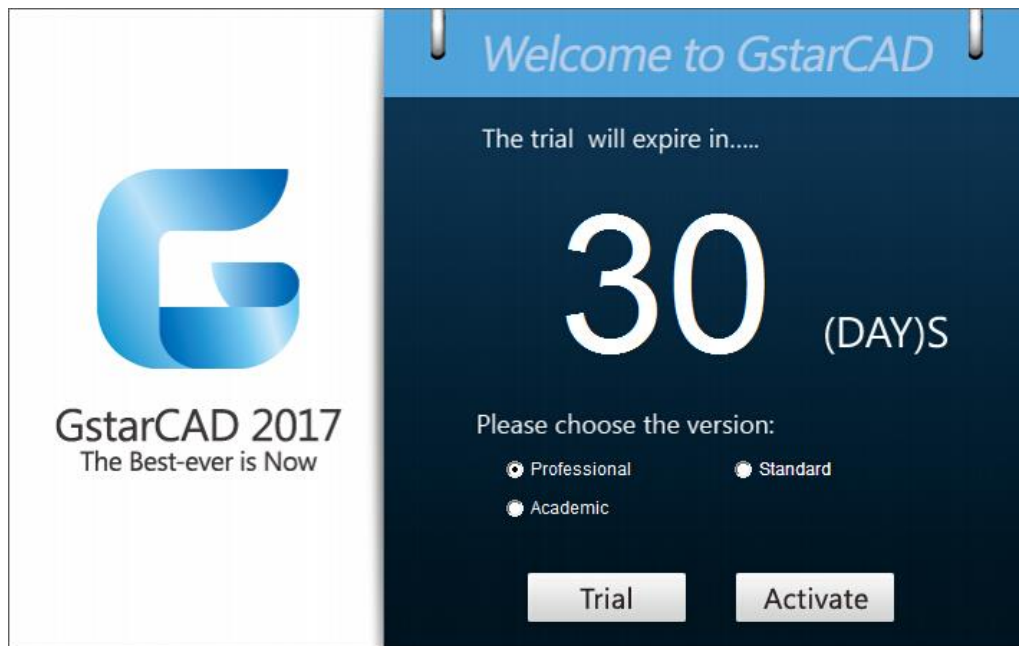 Welcome to GstarCAD
The trial will expire in.....
30 (DAY)S
GstarCAD 2017
The Best-ever is Now
Please choose the version:
Professional Standard
Academic
Trial Activate